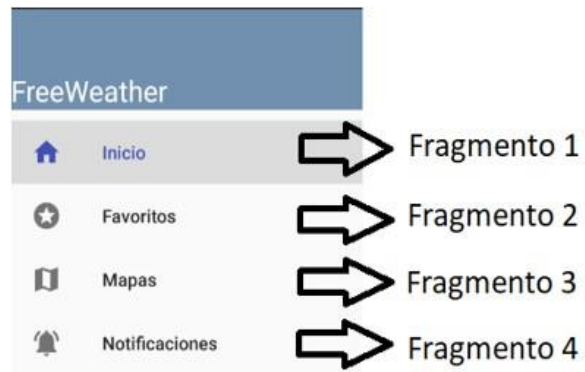 FreeWeather
Inicio
Fragmento 1
Favoritos
Fragmento 2
Mapas
Fragmento 3
Notificaciones
Fragmento 4